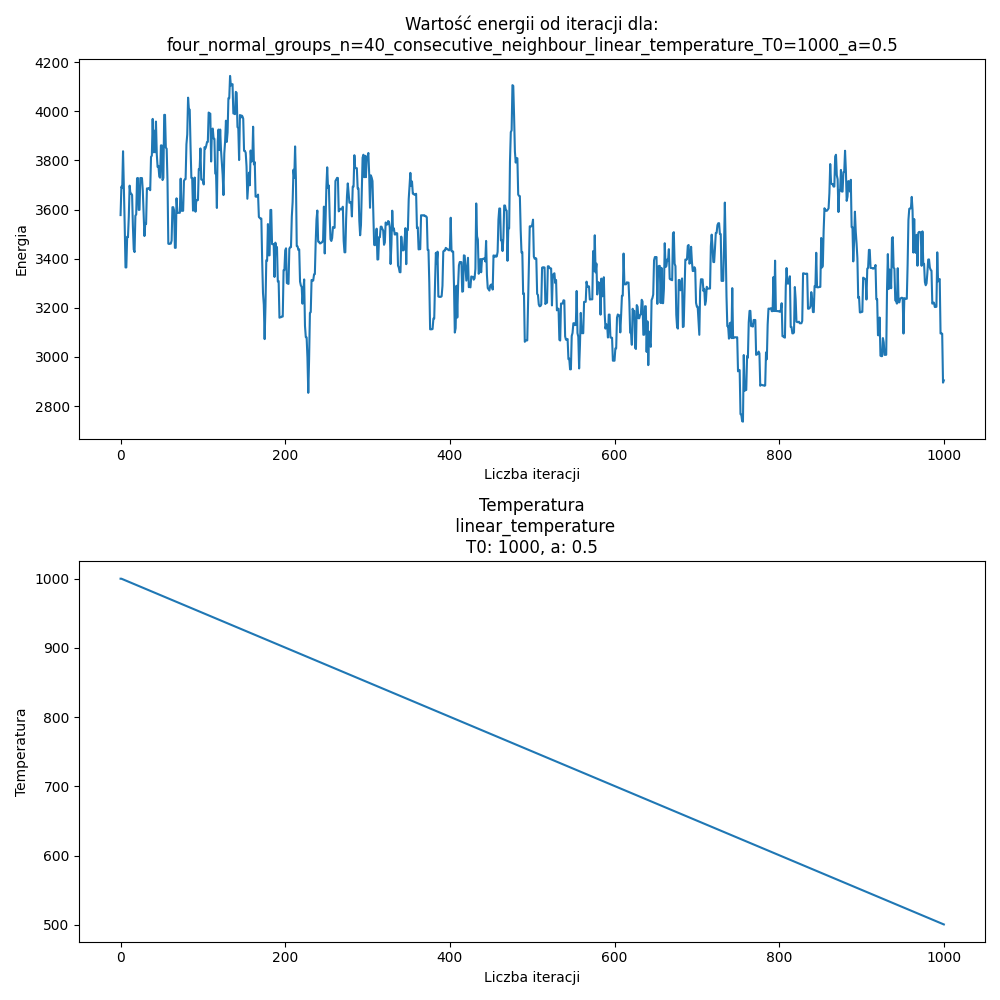 Wartość energii od iteracji dla:
four_normal_groups_n=40_consecutive_neighbour_linear_temperature_T0=1000_a=0.5
4200
4000
3800
3600
3400
3200
3000
2800
Energia
0 200 400 600 800 1000
Liczba iteracji
Temperatura
linear_temperature
T0: 1000, a: 0.5
1000
900
800
700
600
500
Temperatura
0 200 400 600 800 1000
Liczba iteracji